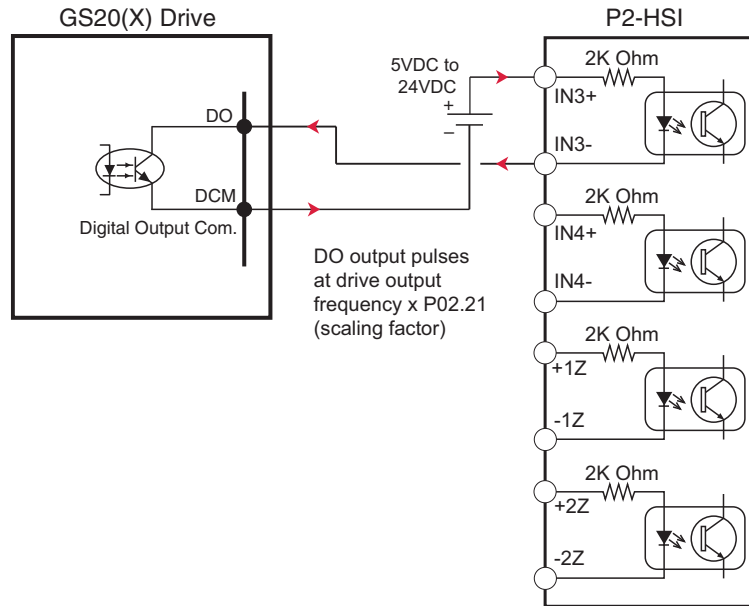 GS20(X) Drive
DO
DCM
Digital Output Com.
5VDC to
24VDC
+
–
DO output pulses
at drive output
frequency x P02.21
(scaling factor)
P2-HSI
2K Ohm
IN3+
IN3-
2K Ohm
IN4+
IN4-
2K Ohm
+1Z
-1Z
2K Ohm
+2Z
-2Z